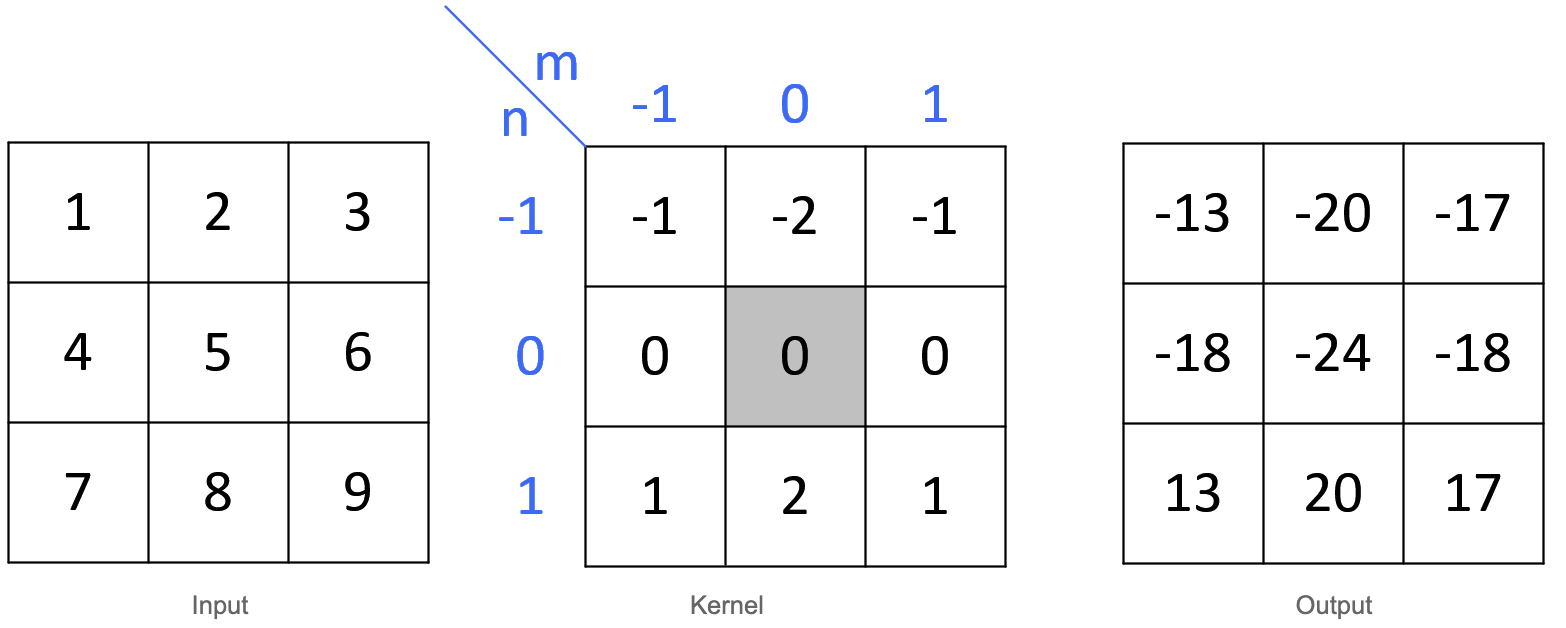 m
n -1 0 1
1 2 3 -1 -1 -2 -1 -13 -20 -17
4 5 6 0 0 0 0 -18 -24 -18
7 8 9 1 1 2 1 13 20 17
Input Kernel Output